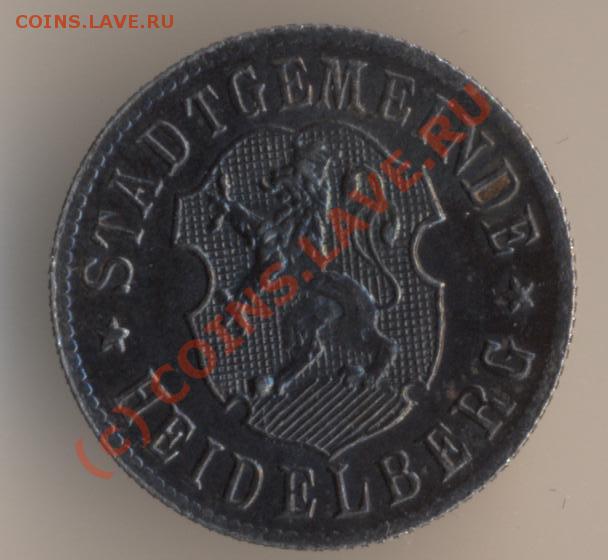 COINS.LAVE.RU
STADTGEMEINDE
HEIDELBERG
(c) COINS.LAVE.RU